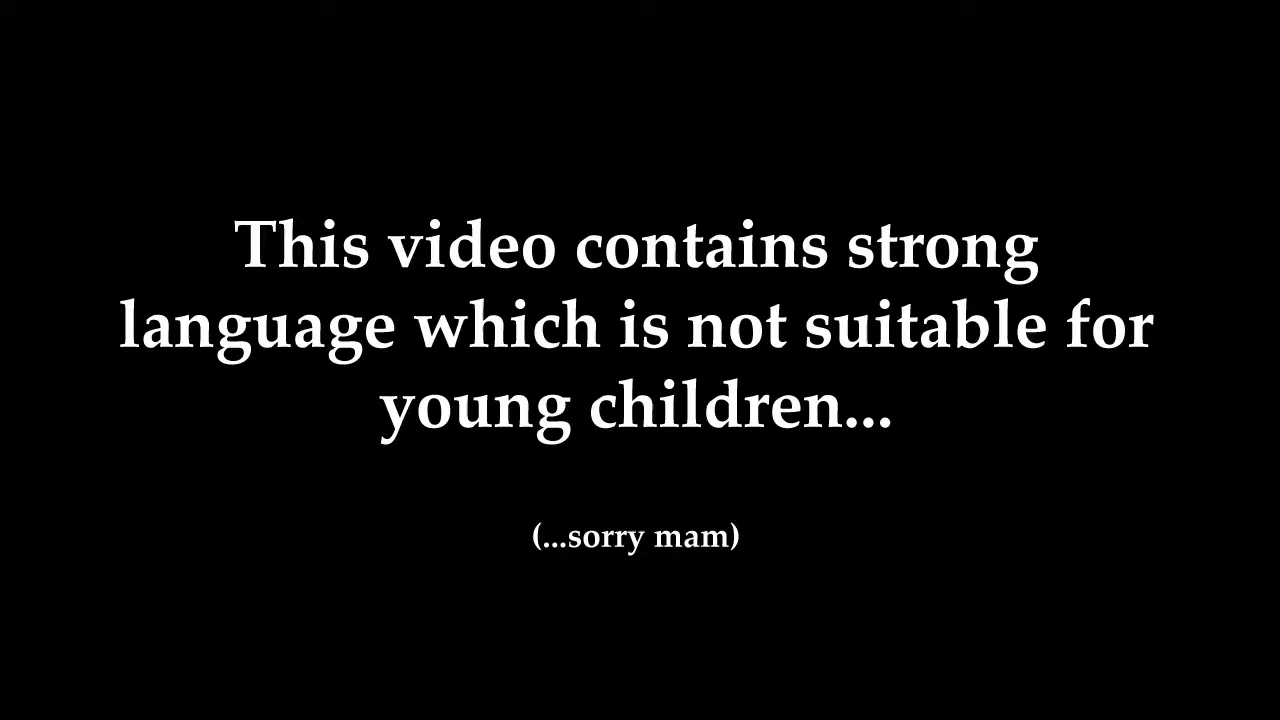 This video contains strong
language which is not suitable for
young children...
(...sorry mam)